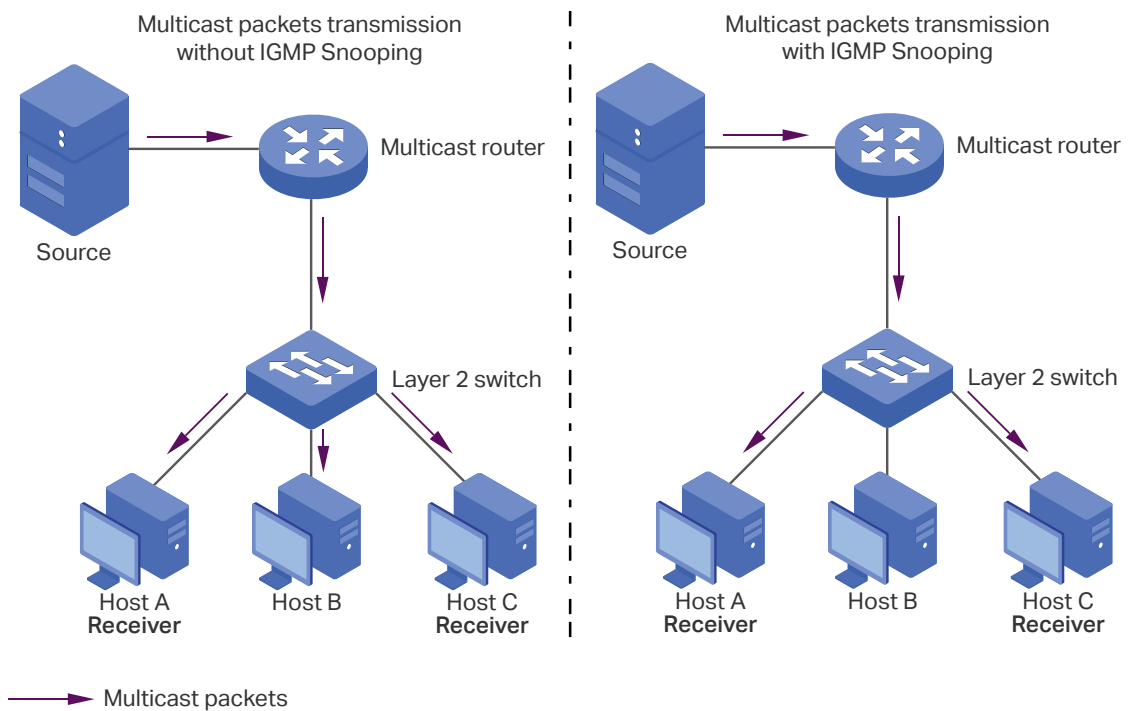 Multicast packets transmission
without IGMP Snooping
Multicast router
Source
Layer 2 switch
Host A
Receiver
Host B
Host C
Receiver
Multicast packets transmission
with IGMP Snooping
Multicast router
Source
Layer 2 switch
Host A
Receiver
Host B
Host C
Receiver
Multicast packets